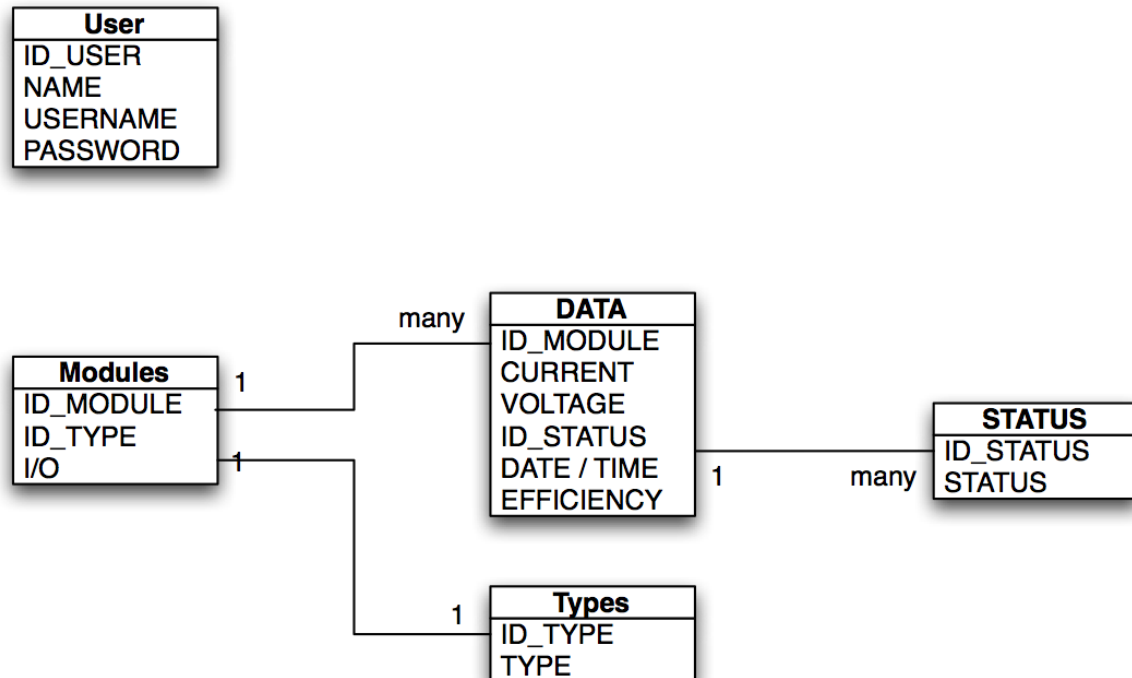 User
ID_USER
NAME
USERNAME
PASSWORD
many
DATA
ID_MODULE
CURRENT
VOLTAGE
ID_STATUS
DATE / TIME
EFFICIENCY
Modules
ID_MODULE
ID_TYPE
I/O
1
1
STATUS
ID_STATUS
STATUS
1
many
1
Types
ID_TYPE
TYPE